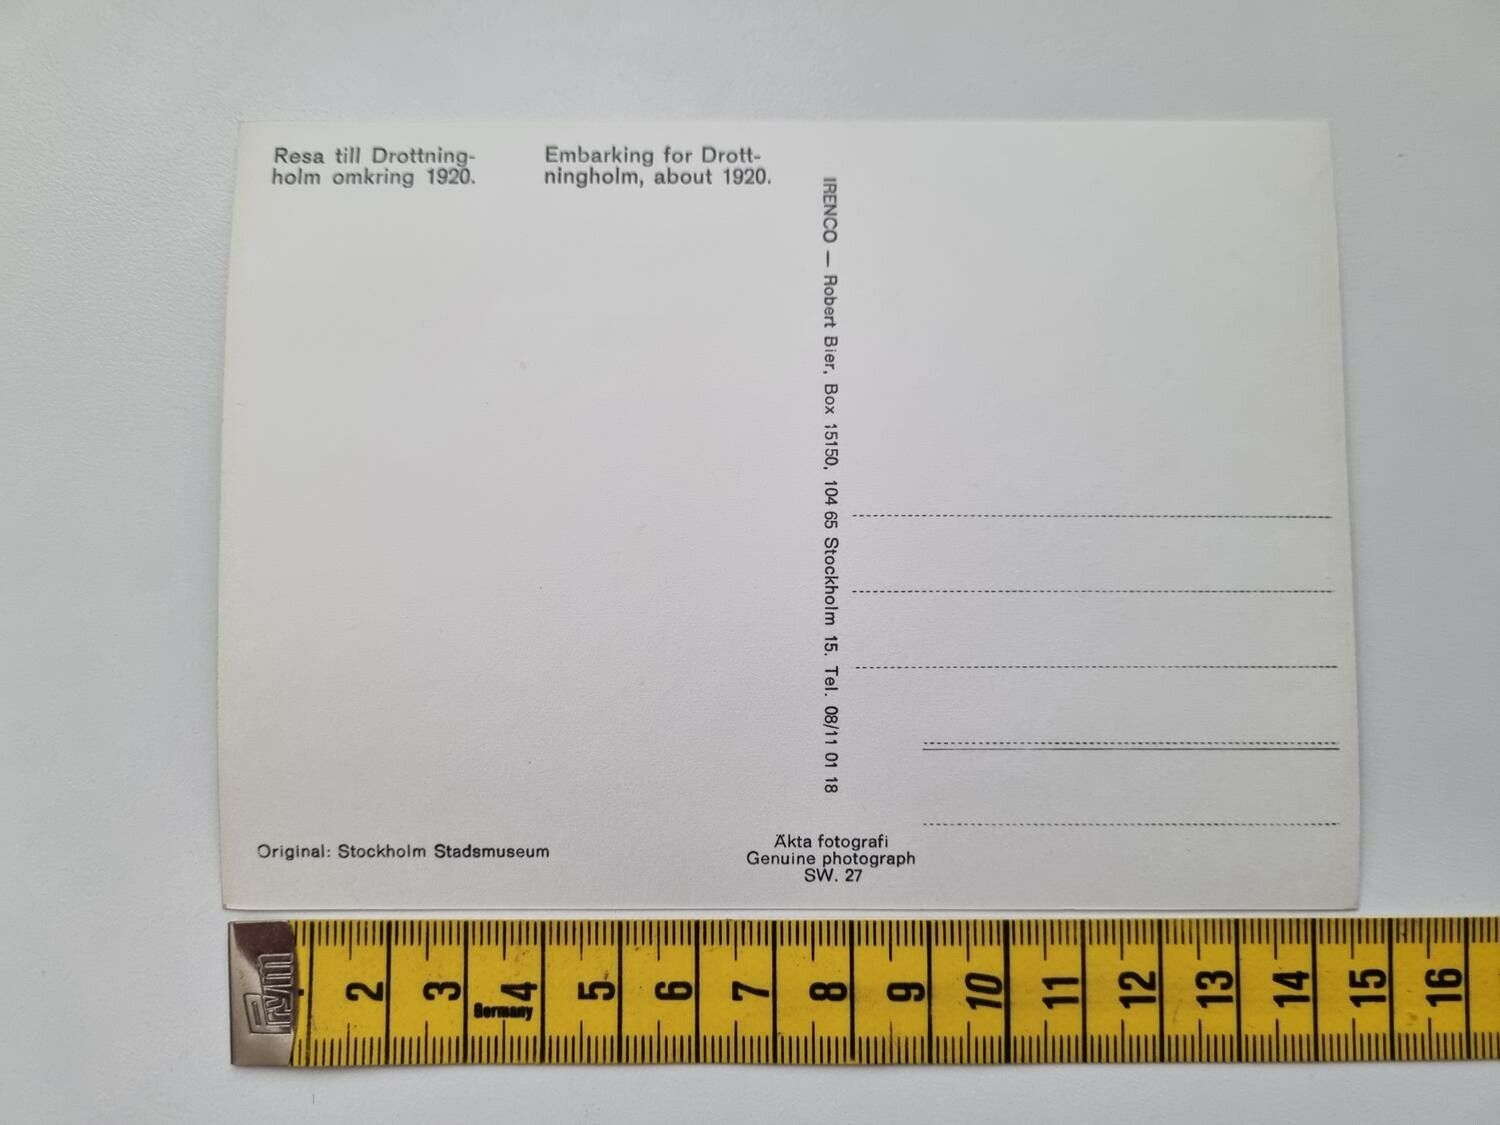 Resa till Drottning-
holm omkring 1920.
Embarking for Drott-
ningholm, about 1920.
IRENCO — Robert Bier, Box 15150, 104 65 Stockholm 15. Tel. 08/11 01 18
Original: Stockholm Stadsmuseum
Äkta fotografi
Genuine photograph
SW. 27
Prym
2 3 4 5 6 7 8 9 10 11 12 13 14 15 16
Germany